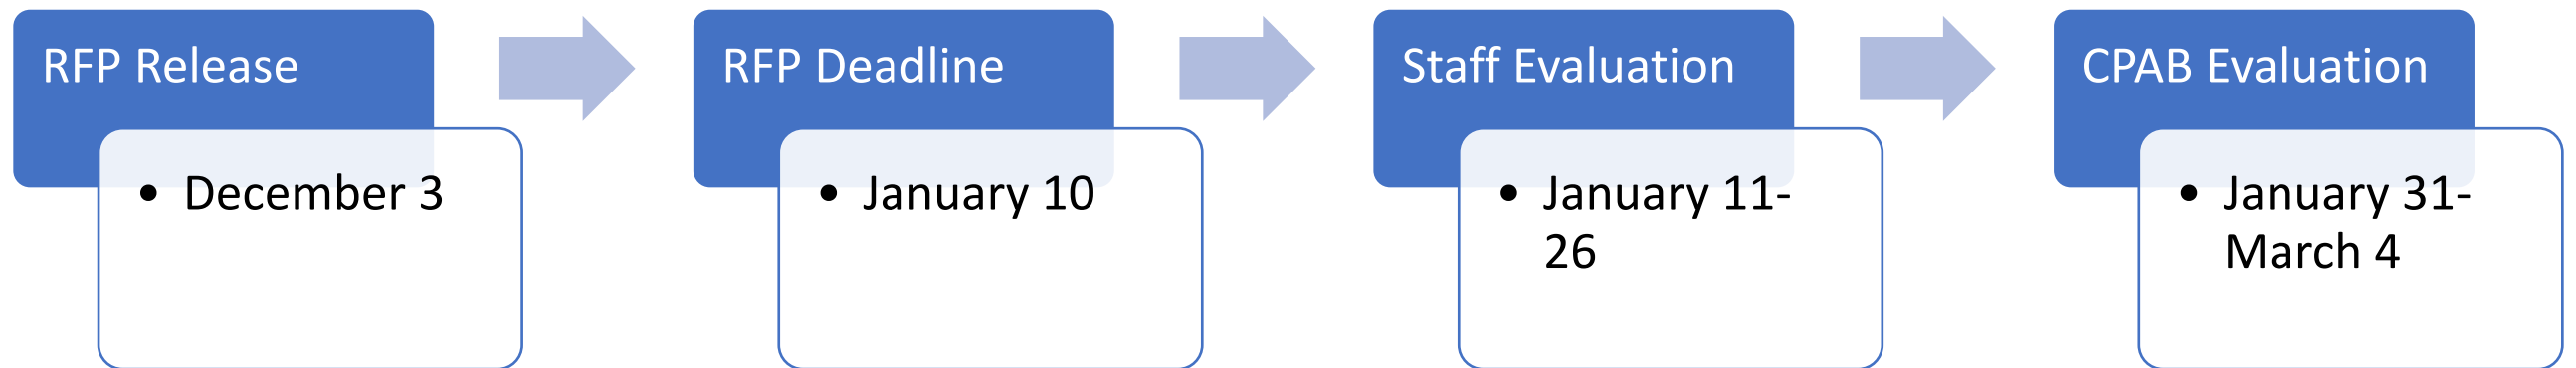 RFP Release
• December 3
RFP Deadline
• January 10
Staff Evaluation
• January 11-
26
CPAB Evaluation
• January 31-
March 4